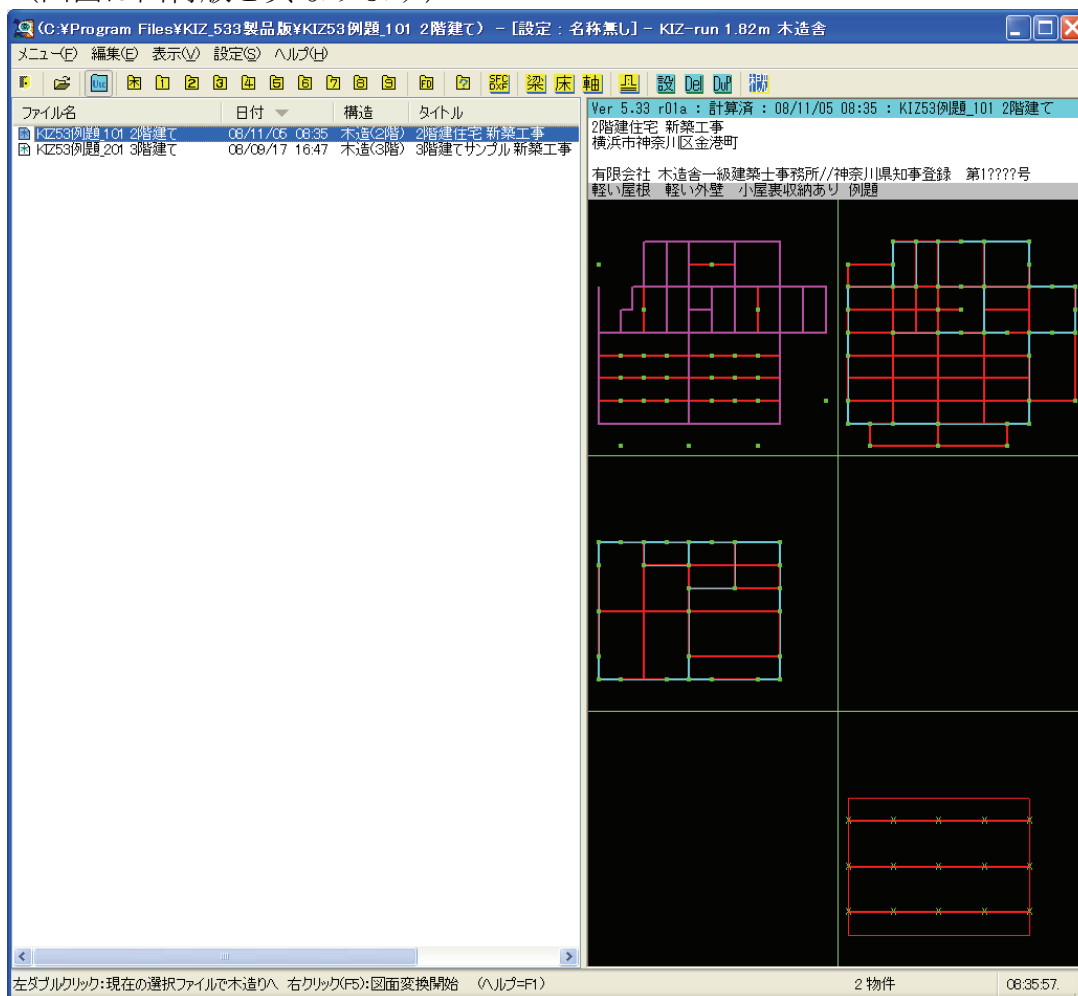 (C:¥Program Files¥KIZ_533製品版¥KIZ53例題_101 2階建て) - [設定：名称無し] - KIZ-run 1.82m 木造舎
メニュー(F) 編集(E) 表示(V) 設定(S) ヘルプ(H)
ファイル名 日付 構造 タイトル
KIZ53例題_101 2階建て 08/11/05 08:35 木造(2階) 2階建住宅 新築工事
KIZ53例題_201 3階建て 08/09/17 16:47 木造(3階) 3階建てサンプル 新築工事
Ver 5.33 r01a : 計算済 : 08/11/05 08:35 : KIZ53例題_101 2階建て
2階建住宅 新築工事
横浜市神奈川区金港町
有限会社 木造舎一級建築士事務所//神奈川県知事登録 第1????号
軽い屋根 軽い外壁 小屋裏収納あり 例題
左ダブルクリック:現在の選択ファイルで木造りへ 右クリック(F5):図面変換開始 (ヘルプ=F1)
2 物件
08:35:57.